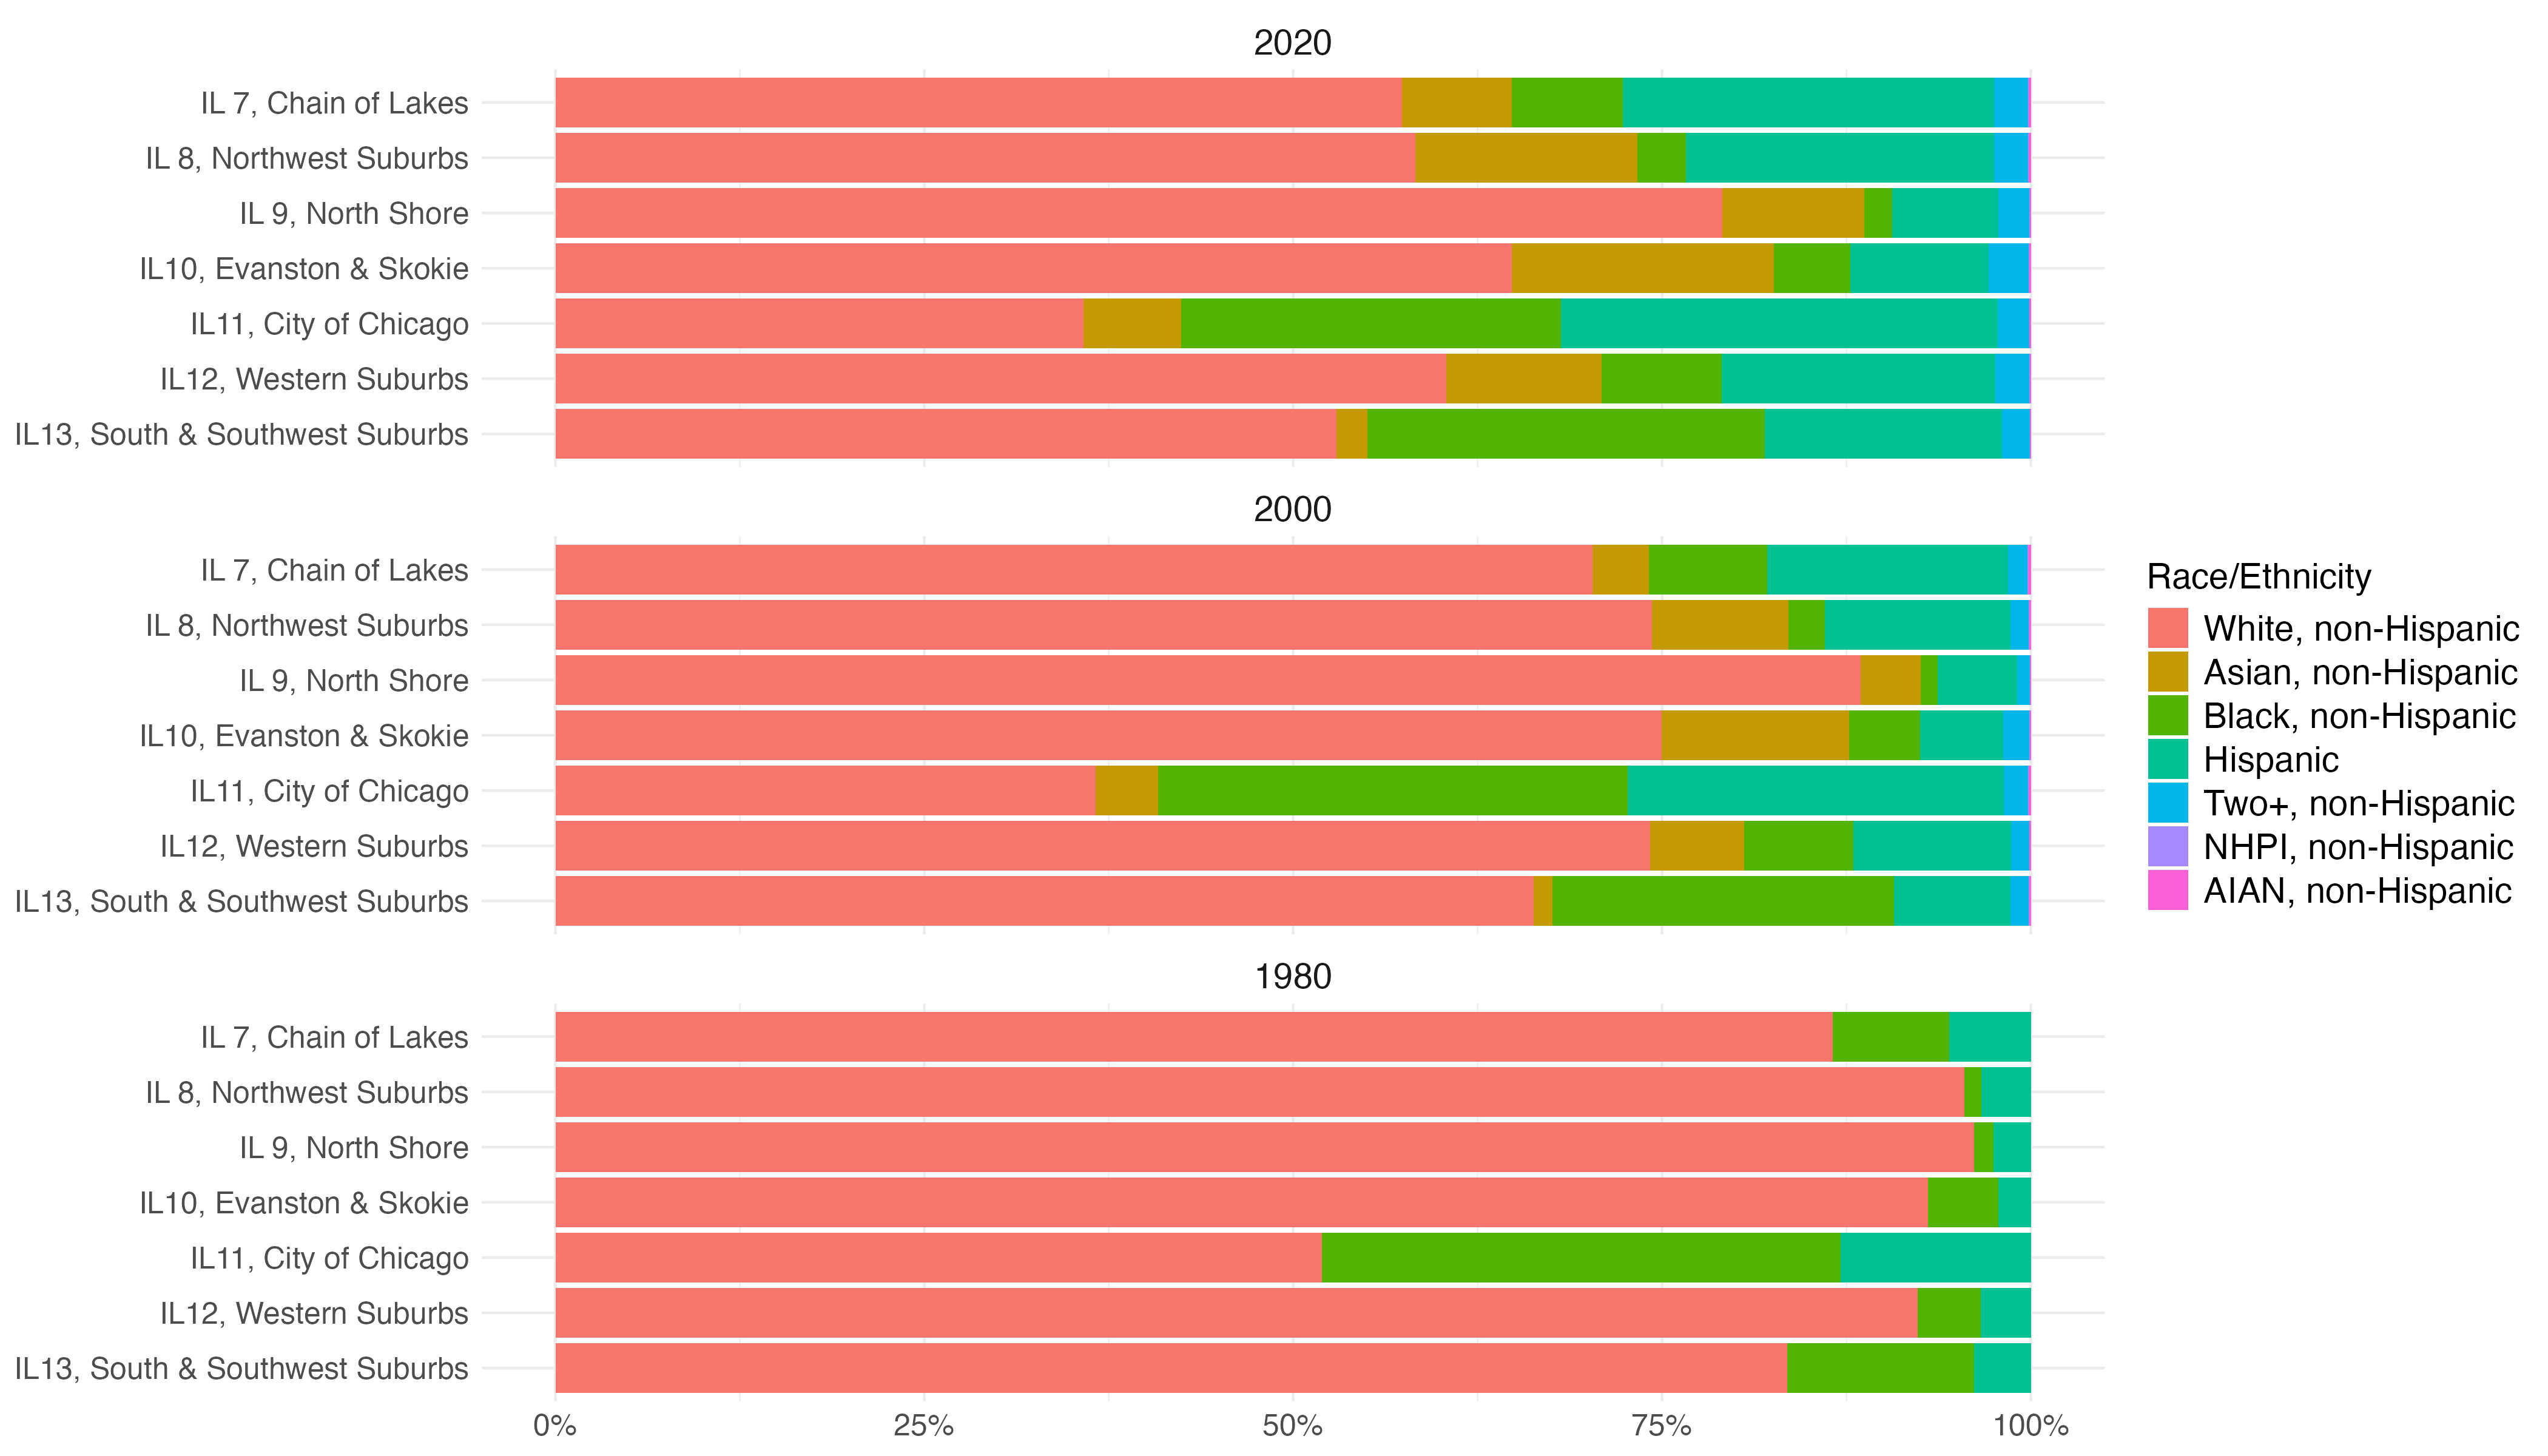 2020
IL 7, Chain of Lakes
IL 8, Northwest Suburbs
IL 9, North Shore
IL10, Evanston & Skokie
IL11, City of Chicago
IL12, Western Suburbs
IL13, South & Southwest Suburbs
2000
IL 7, Chain of Lakes
IL 8, Northwest Suburbs
IL 9, North Shore
IL10, Evanston & Skokie
IL11, City of Chicago
IL12, Western Suburbs
IL13, South & Southwest Suburbs
1980
IL 7, Chain of Lakes
IL 8, Northwest Suburbs
IL 9, North Shore
IL10, Evanston & Skokie
IL11, City of Chicago
IL12, Western Suburbs
IL13, South & Southwest Suburbs
0% 25% 50% 75% 100%
Race/Ethnicity
White, non-Hispanic
Asian, non-Hispanic
Black, non-Hispanic
Hispanic
Two+, non-Hispanic
NHPI, non-Hispanic
AIAN, non-Hispanic